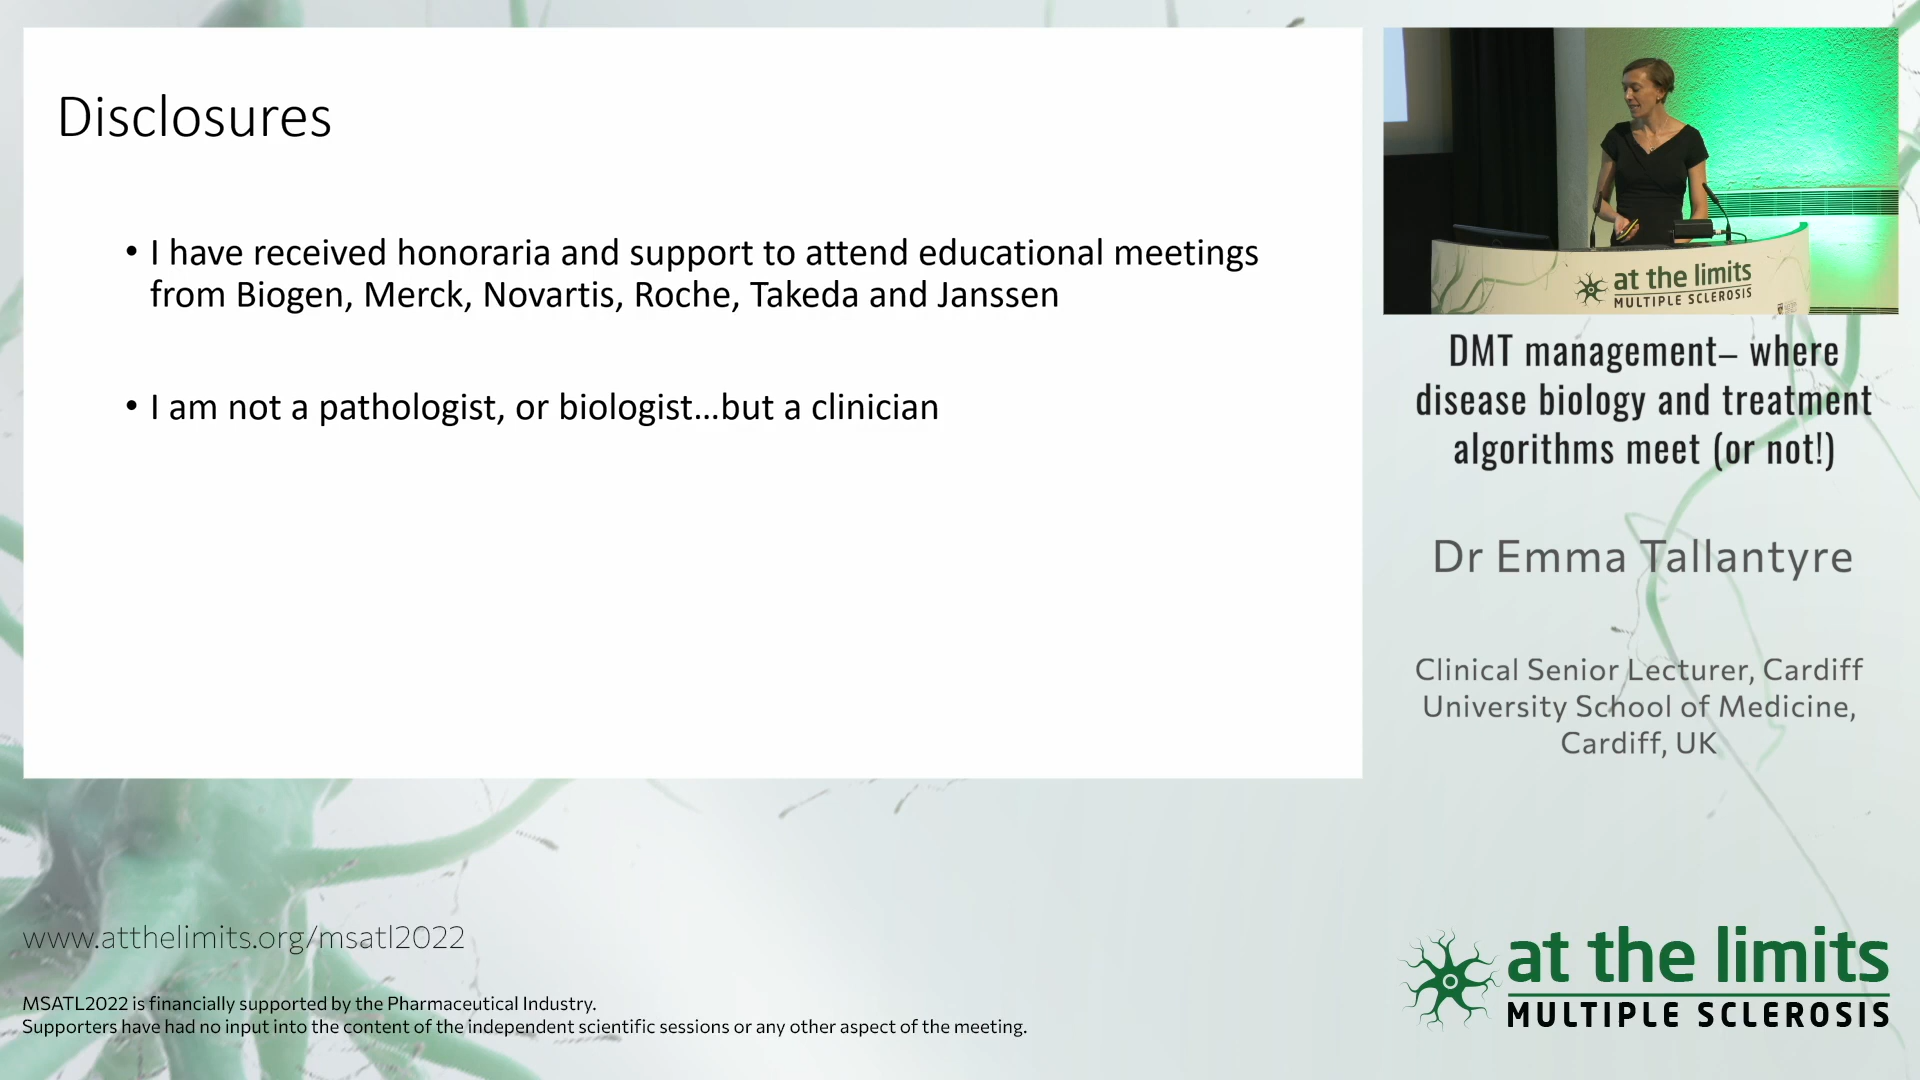 Disclosures
• I have received honoraria and support to attend educational meetings
from Biogen, Merck, Novartis, Roche, Takeda and Janssen
• I am not a pathologist, or biologist...but a clinician
at the limits
MULTIPLE SCLEROSIS
DMT management– where
disease biology and treatment
algorithms meet (or not!)
Dr Emma Tallantyre
Clinical Senior Lecturer, Cardiff
University School of Medicine,
Cardiff, UK
www.atthelimits.org/msatl2022
MSATL2022 is financially supported by the Pharmaceutical Industry.
Supporters have had no input into the content of the independent scientific sessions or any other aspect of the meeting.
at the limits
MULTIPLE SCLEROSIS